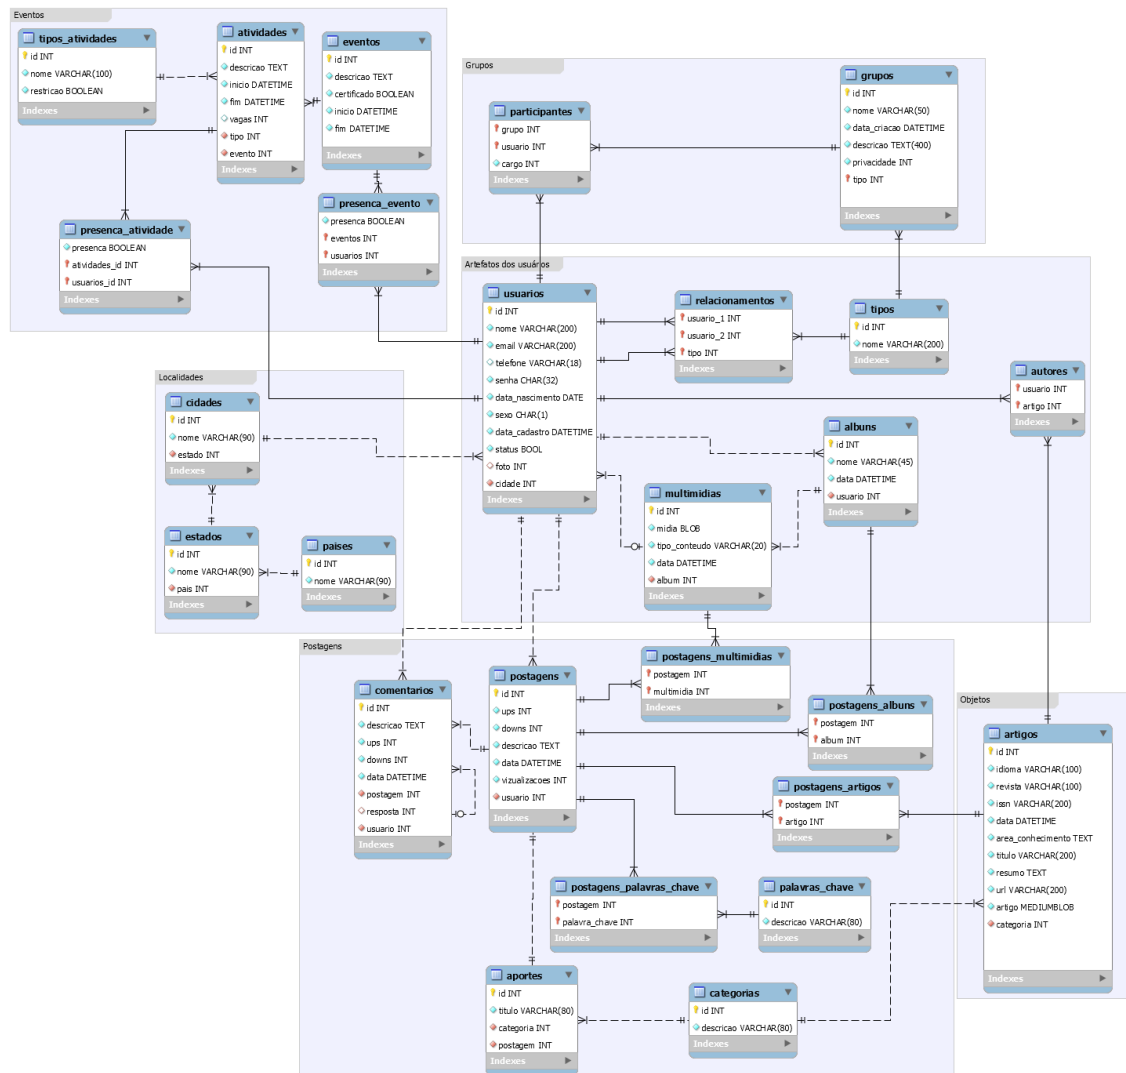 Eventos
tipos_atividades
id INT
nome VARCHAR(100)
restricao BOOLEAN
Indexes
atividades
id INT
descricao TEXT
inicio DATETIME
fim DATETIME
vagas INT
tipo INT
evento INT
Indexes
eventos
id INT
descricao TEXT
certificado BOOLEAN
inicio DATETIME
fim DATETIME
Indexes
presenca_atividade
presenca BOOLEAN
atividades_id INT
usuarios_id INT
Indexes
presenca_evento
presenca BOOLEAN
eventos INT
usuarios INT
Indexes
Grupos
participantes
grupo INT
usuario INT
cargo INT
Indexes
grupos
id INT
nome VARCHAR(50)
data_criacao DATETIME
descricao TEXT(400)
privacidade INT
tipo INT
Indexes
Artefatos dos usuários
usuarios
id INT
nome VARCHAR(200)
email VARCHAR(200)
telefone VARCHAR(18)
senha CHAR(32)
data_nascimento DATE
sexo CHAR(1)
data_cadastro DATETIME
status BOOL
foto INT
cidade INT
Indexes
relacionamentos
usuario_1 INT
usuario_2 INT
tipo INT
Indexes
tipos
id INT
nome VARCHAR(200)
Indexes
autores
usuario INT
artigo INT
Indexes
albuns
id INT
nome VARCHAR(45)
data DATETIME
usuario INT
Indexes
multimidias
id INT
midia BLOB
tipo_conteudo VARCHAR(20)
data DATETIME
album INT
Indexes
Localidades
cidades
id INT
nome VARCHAR(90)
estado INT
Indexes
estados
id INT
nome VARCHAR(90)
pais INT
Indexes
paises
id INT
nome VARCHAR(90)
Indexes
Postagens
comentarios
id INT
descricao TEXT
ups INT
downs INT
data DATETIME
postagem INT
resposta INT
usuario INT
Indexes
postagens
id INT
ups INT
downs INT
descricao TEXT
data DATETIME
vizualizacoes INT
usuario INT
Indexes
postagens_multimidias
postagem INT
multimidia INT
Indexes
postagens_albuns
postagem INT
album INT
Indexes
postagens_artigos
postagem INT
artigo INT
Indexes
postagens_palavras_chave
postagem INT
palavra_chave INT
Indexes
palavras_chave
id INT
descricao VARCHAR(80)
Indexes
aportes
id INT
titulo VARCHAR(80)
categoria INT
postagem INT
Indexes
categorias
id INT
descricao VARCHAR(80)
Indexes
Objetos
artigos
id INT
idioma VARCHAR(100)
revista VARCHAR(100)
issn VARCHAR(200)
data DATETIME
area_conhecimento TEXT
titulo VARCHAR(200)
resumo TEXT
url VARCHAR(200)
artigo MEDIUMBLOB
categoria INT
Indexes